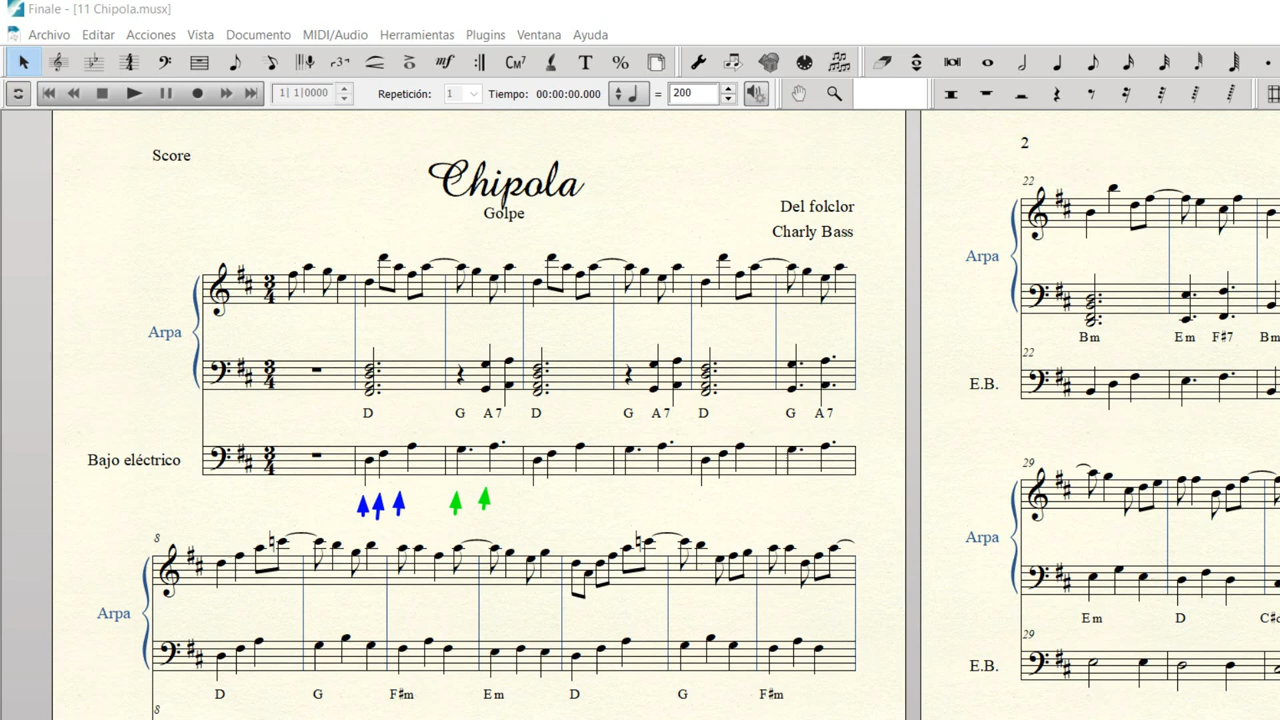 Finale - [11 Chipola.musx]
Archivo Editar Acciones Vista Documento MIDI/Audio Herramientas Plugins Ventana Ayuda
CM7 T %
1| 1|0000 Repetición: 1 Tiempo: 00:00:00.000 = 200
Score
Chipola
Golpe
Del folclor
Charly Bass
Arpa
D G A7 D G A7 D G A7
Bajo eléctrico
8
Arpa
D G F#m Em D G F#m
8
2
22
Arpa
Bm Em F#7 Bm
22
E.B.
29
Arpa
Em D
29
E.B.